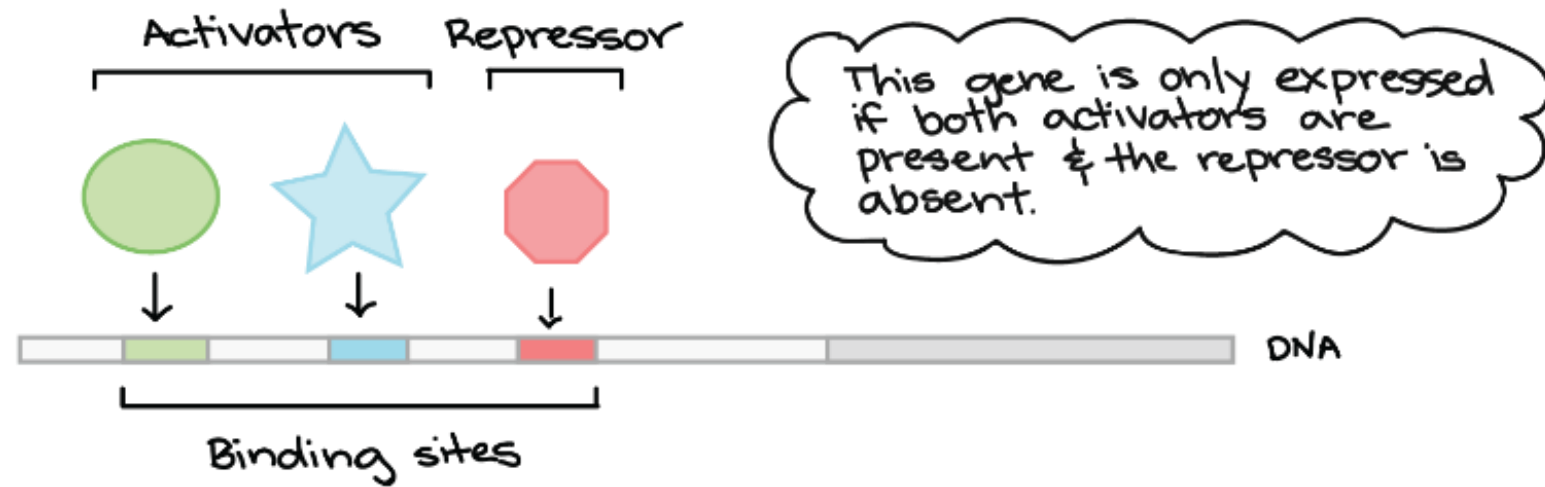 Activators
Repressor
This gene is only expressed
if both activators are
present & the repressor is
absent.
DNA
Binding sites